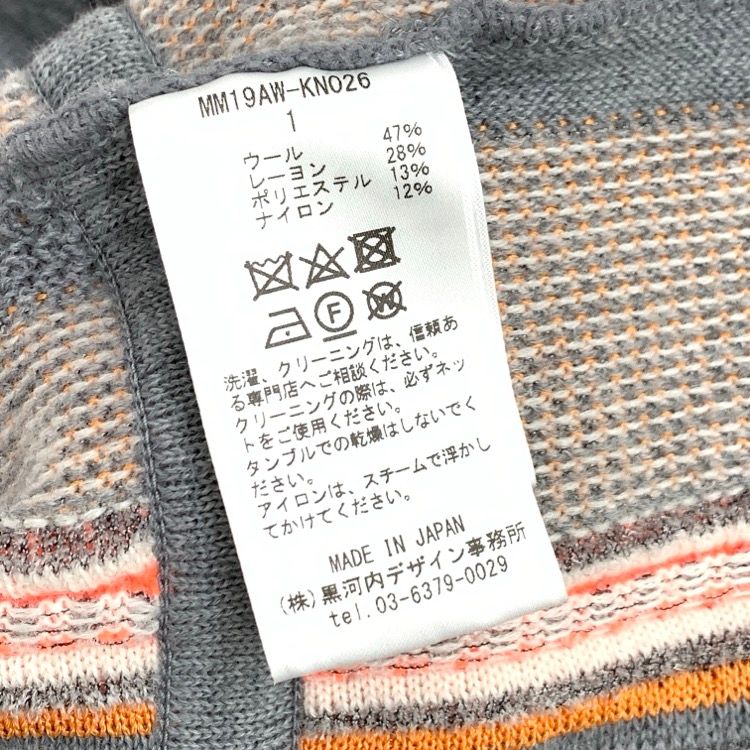 MM19AW-KN026
1
ウール 47%
レーヨン 28%
ポリエステル 13%
ナイロン 12%
F
W
洗濯、クリーニングは、信頼あ
る専門店へご相談ください。
クリーニングの際は、必ずネッ
トをご使用ください。
タンブルでの乾燥はしないでく
ださい。
アイロンは、スチームで浮かし
てかけてください。
MADE IN JAPAN
(株)黒河内デザイン事務所
tel.03-6379-0029